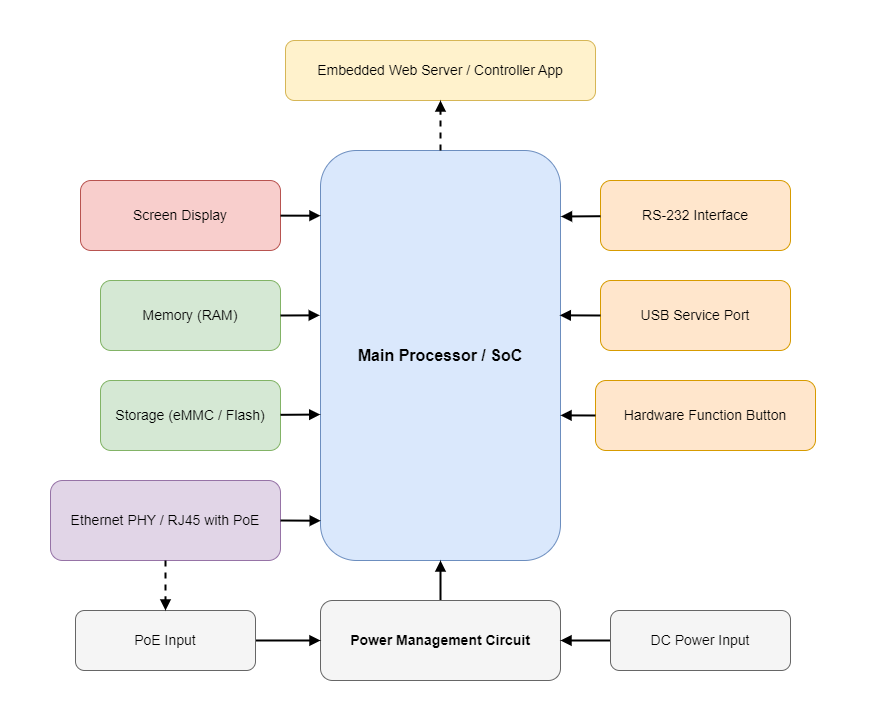 Embedded Web Server / Controller App
Screen Display
RS-232 Interface
Memory (RAM)
USB Service Port
Main Processor / SoC
Storage (eMMC / Flash)
Hardware Function Button
Ethernet PHY / RJ45 with PoE
PoE Input
Power Management Circuit
DC Power Input